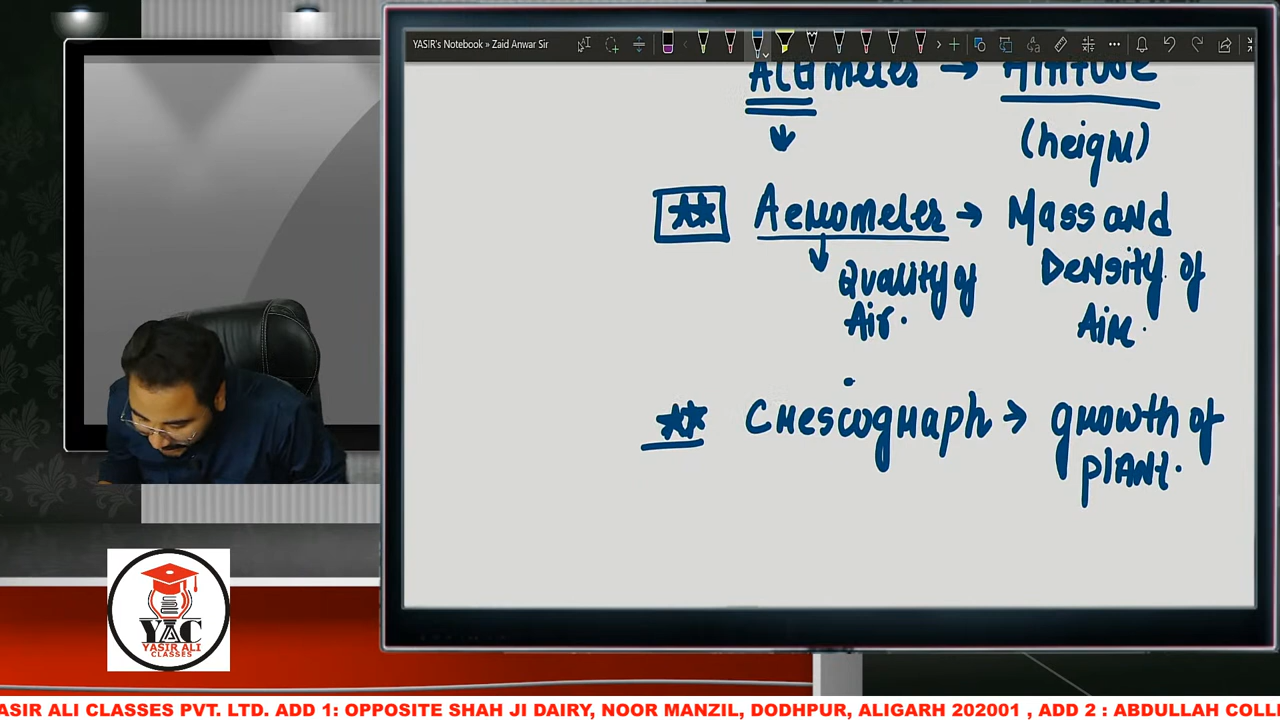 YASIR's Notebook » Zaid Anwar Sir
Altimeter → Altitude
(height)
** Aerometer → Mass and
Density of
Air.
Quality of
Air.
** Crescograph → growth of
plant.
YAC
YASIR ALI
CLASSES
ASIR ALI CLASSES PVT. LTD. ADD 1: OPPOSITE SHAH JI DAIRY, NOOR MANZIL, DODHPUR, ALIGARH 202001 , ADD 2 : ABDULLAH COLL